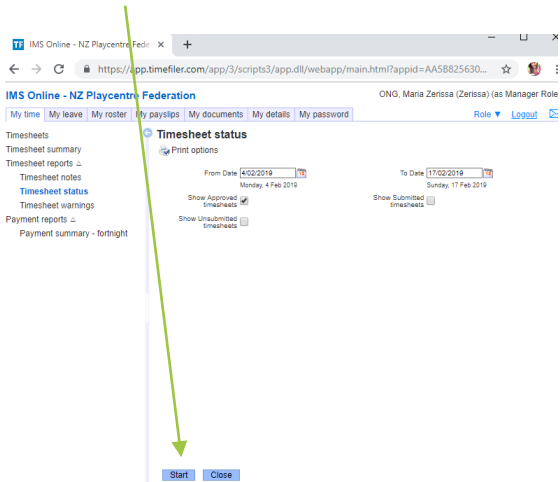 IMS Online - NZ Playcentre Fede
https://app.timefiler.com/app/3/scripts3/app.dll/webapp/main.html?appid=AA5B825630...
IMS Online - NZ Playcentre Federation
ONG, Maria Zerissa (Zerissa) (as Manager Role
My time My leave My roster My payslips My documents My details My password
Role ▼ Logout
Timesheets
Timesheet summary
Timesheet reports
Timesheet notes
Timesheet status
Timesheet warnings
Payment reports
Payment summary - fortnight
Timesheet status
Print options
From Date 4/02/2019
Monday, 4 Feb 2019
To Date 17/02/2019
Sunday, 17 Feb 2019
Show Approved
timesheets
Show Submitted
timesheets
Show Unsubmitted
timesheets
Start Close